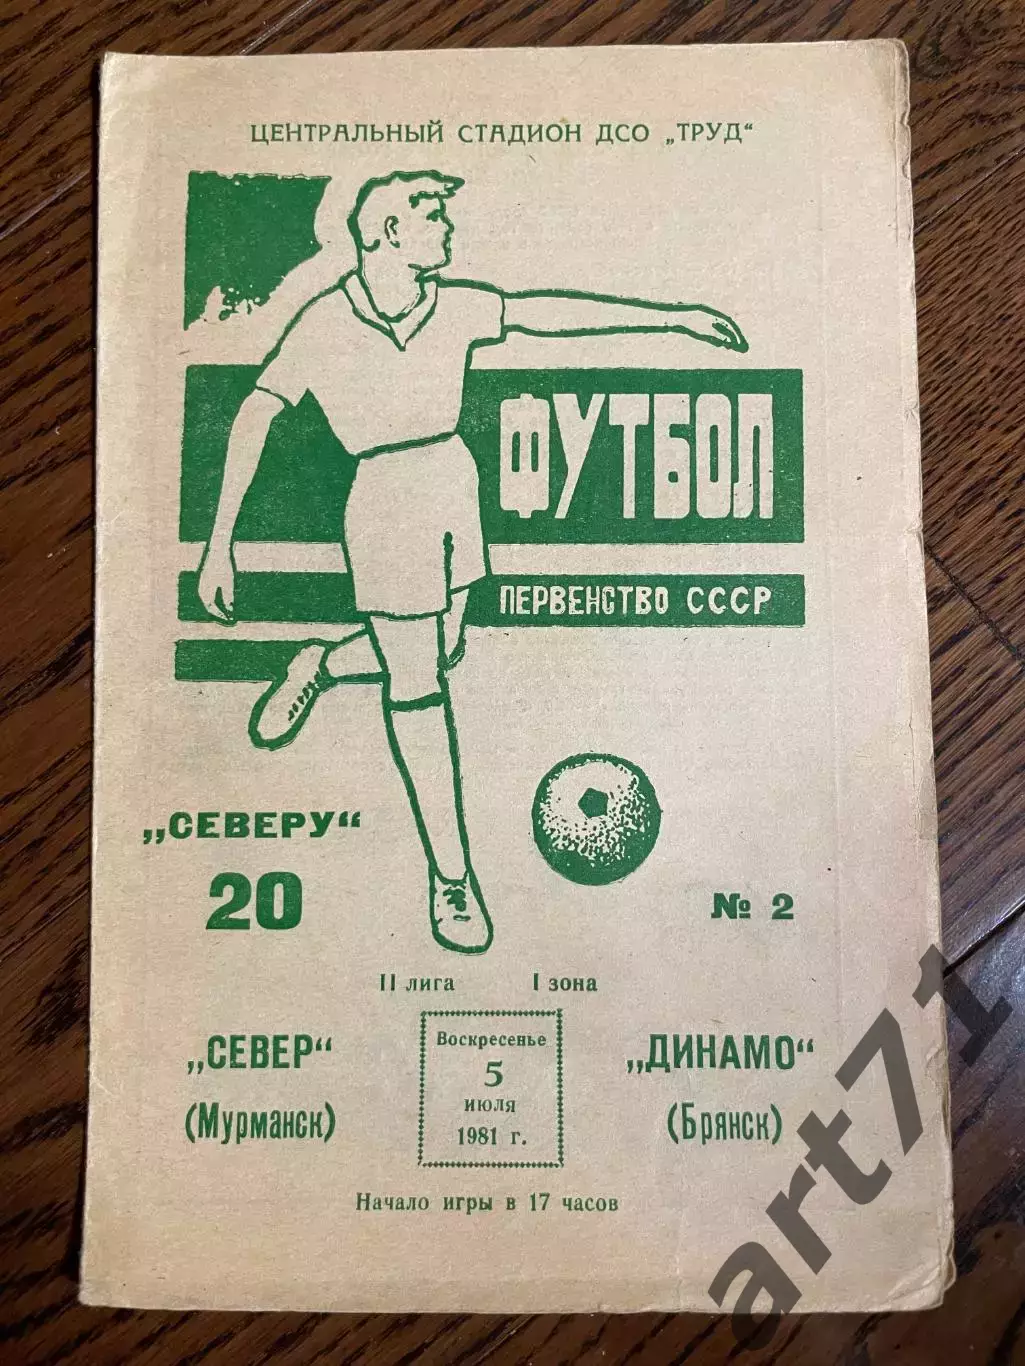 ЦЕНТРАЛЬНЫЙ СТАДИОН ДСО „ТРУД“
ФУТБОЛ
ПЕРВЕНСТВО СССР
„СЕВЕРУ“
20
№ 2
II лига I зона
„СЕВЕР“
(Мурманск)
Воскресенье
5
июля
1981 г.
„ДИНАМО“
(Брянск)
Начало игры в 17 часов
art71